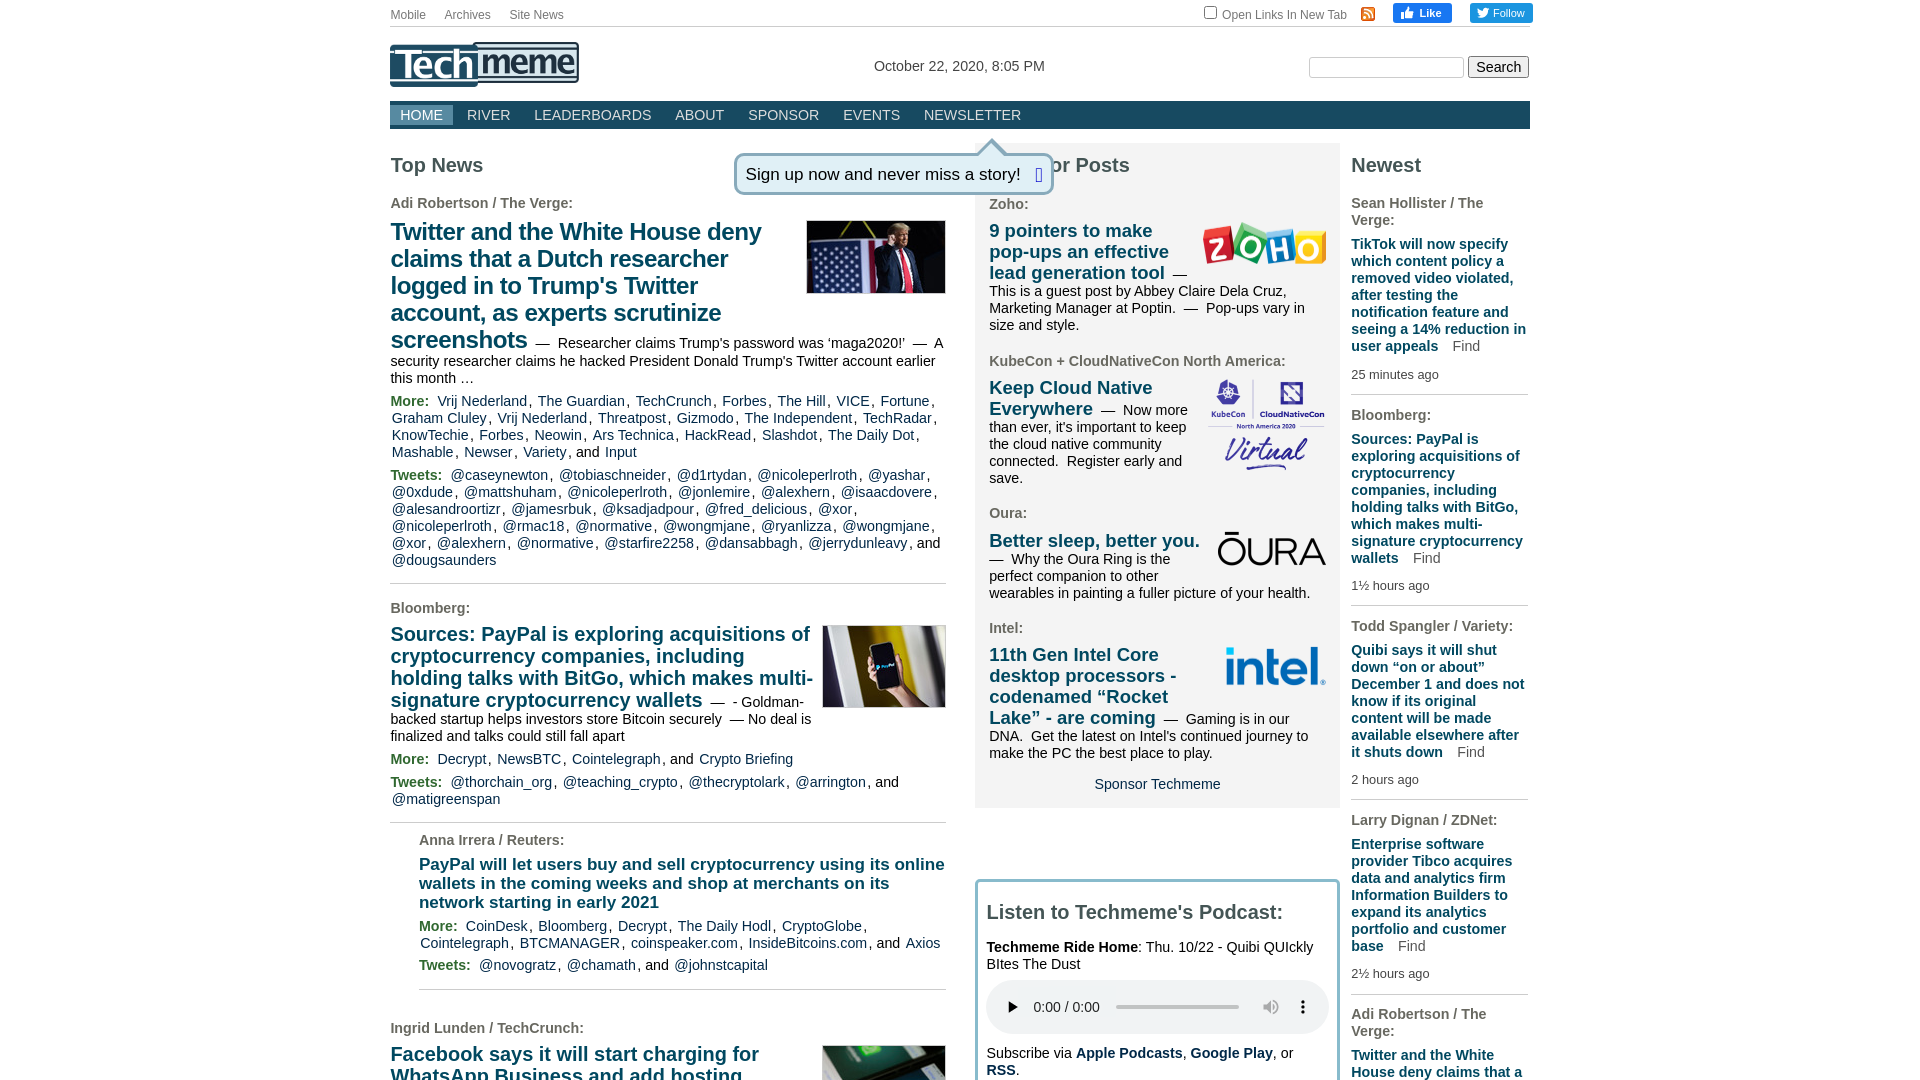 Mobile Archives Site News
Open Links In New Tab
Like
Follow
Techmeme
October 22, 2020, 8:05 PM
Search
HOME RIVER LEADERBOARDS ABOUT SPONSOR EVENTS NEWSLETTER
Sign up now and never miss a story!
Top News
Adi Robertson / The Verge:
Twitter and the White House deny
claims that a Dutch researcher
logged in to Trump's Twitter
account, as experts scrutinize
screenshots — Researcher claims Trump's password was ‘maga2020!’ — A
security researcher claims he hacked President Donald Trump's Twitter account earlier
this month …
More: Vrij Nederland, The Guardian, TechCrunch, Forbes, The Hill, VICE, Fortune,
Graham Cluley, Vrij Nederland, Threatpost, Gizmodo, The Independent, TechRadar,
KnowTechie, Forbes, Neowin, Ars Technica, HackRead, Slashdot, The Daily Dot,
Mashable, Newser, Variety, and Input
Tweets: @caseynewton, @tobiaschneider, @d1rtydan, @nicoleperlroth, @yashar,
@0xdude, @mattshuham, @nicoleperlroth, @jonlemire, @alexhern, @isaacdovere,
@alesandroortizr, @jamesrbuk, @ksadjadpour, @fred_delicious, @xor,
@nicoleperlroth, @rmac18, @normative, @wongmjane, @ryanlizza, @wongmjane,
@xor, @alexhern, @normative, @starfire2258, @dansabbagh, @jerrydunleavy, and
@dougsaunders
Bloomberg:
Sources: PayPal is exploring acquisitions of
cryptocurrency companies, including
holding talks with BitGo, which makes multi-
signature cryptocurrency wallets — - Goldman-
backed startup helps investors store Bitcoin securely — No deal is
finalized and talks could still fall apart
PayPal
More: Decrypt, NewsBTC, Cointelegraph, and Crypto Briefing
Tweets: @thorchain_org, @teaching_crypto, @thecryptolark, @arrington, and
@matigreenspan
Anna Irrera / Reuters:
PayPal will let users buy and sell cryptocurrency using its online
wallets in the coming weeks and shop at merchants on its
network starting in early 2021
More: CoinDesk, Bloomberg, Decrypt, The Daily Hodl, CryptoGlobe,
Cointelegraph, BTCMANAGER, coinspeaker.com, InsideBitcoins.com, and Axios
Tweets: @novogratz, @chamath, and @johnstcapital
Ingrid Lunden / TechCrunch:
Facebook says it will start charging for
WhatsApp Business and add hosting
or Posts
Zoho:
9 pointers to make
pop-ups an effective
lead generation tool —
This is a guest post by Abbey Claire Dela Cruz,
Marketing Manager at Poptin. — Pop-ups vary in
size and style.
ZOHO
KubeCon + CloudNativeCon North America:
Keep Cloud Native
Everywhere — Now more
than ever, it's important to keep
the cloud native community
connected. Register early and
save.
KubeCon CloudNativeCon
North America 2020
Virtual
Oura:
Better sleep, better you.
— Why the Oura Ring is the
perfect companion to other
wearables in painting a fuller picture of your health.
ŌURA
Intel:
11th Gen Intel Core
desktop processors -
codenamed “Rocket
Lake” - are coming — Gaming is in our
DNA. Get the latest on Intel's continued journey to
make the PC the best place to play.
intel.
Sponsor Techmeme
Listen to Techmeme's Podcast:
Techmeme Ride Home: Thu. 10/22 - Quibi QUIckly
BItes The Dust
0:00 / 0:00
Subscribe via Apple Podcasts, Google Play, or
RSS.
Newest
Sean Hollister / The
Verge:
TikTok will now specify
which content policy a
removed video violated,
after testing the
notification feature and
seeing a 14% reduction in
user appeals Find
25 minutes ago
Bloomberg:
Sources: PayPal is
exploring acquisitions of
cryptocurrency
companies, including
holding talks with BitGo,
which makes multi-
signature cryptocurrency
wallets Find
1½ hours ago
Todd Spangler / Variety:
Quibi says it will shut
down “on or about”
December 1 and does not
know if its original
content will be made
available elsewhere after
it shuts down Find
2 hours ago
Larry Dignan / ZDNet:
Enterprise software
provider Tibco acquires
data and analytics firm
Information Builders to
expand its analytics
portfolio and customer
base Find
2½ hours ago
Adi Robertson / The
Verge:
Twitter and the White
House deny claims that a